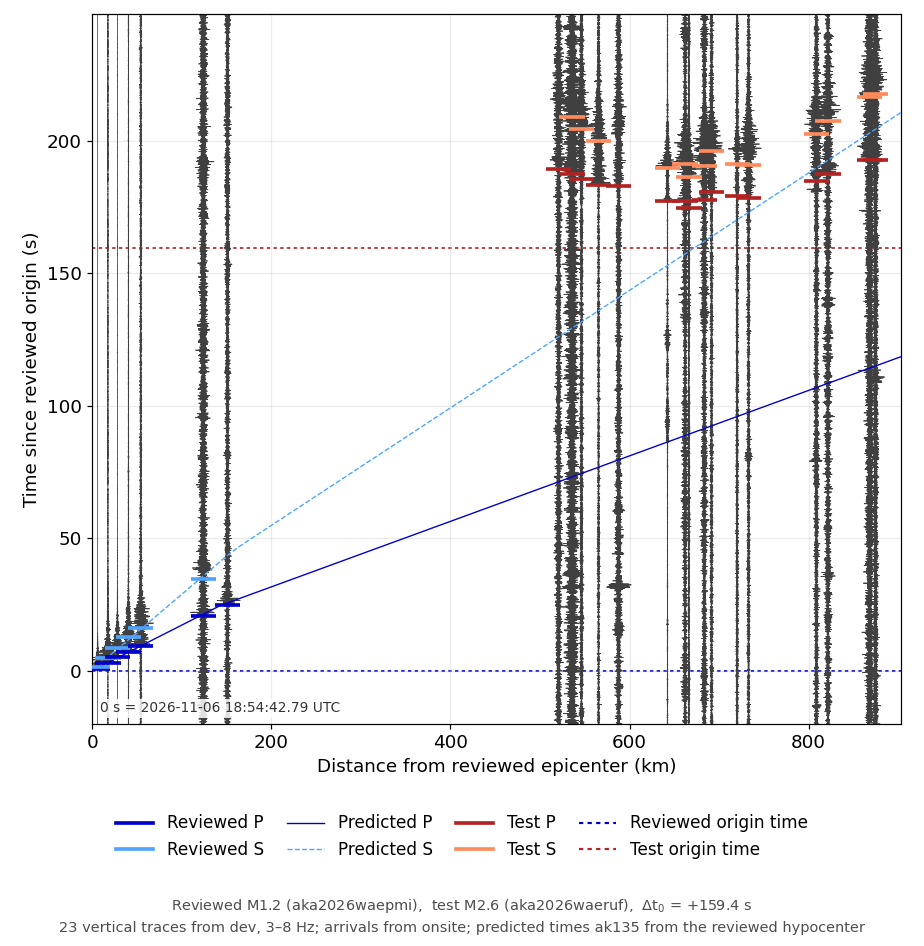 Time since reviewed origin (s)
200
150
100
50
0
0 s = 2026-11-06 18:54:42.79 UTC
0 200 400 600 800
Distance from reviewed epicenter (km)
Reviewed P Predicted P Test P Reviewed origin time
Reviewed S Predicted S Test S Test origin time
Reviewed M1.2 (aka2026waepmi), test M2.6 (aka2026waeruf), Δt₀ = +159.4 s
23 vertical traces from dev, 3–8 Hz; arrivals from onsite; predicted times ak135 from the reviewed hypocenter